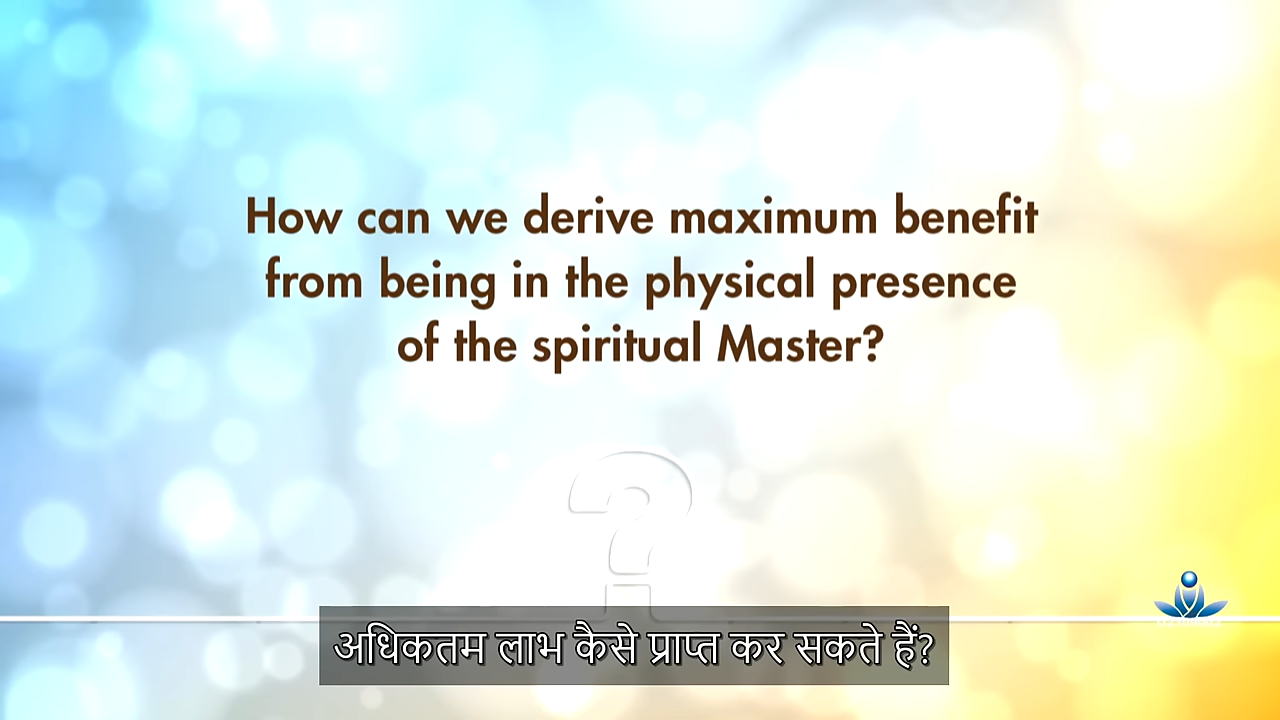 How can we derive maximum benefit
from being in the physical presence
of the spiritual Master?
?
अधिकतम लाभ कैसे प्राप्त कर सकते हैं?